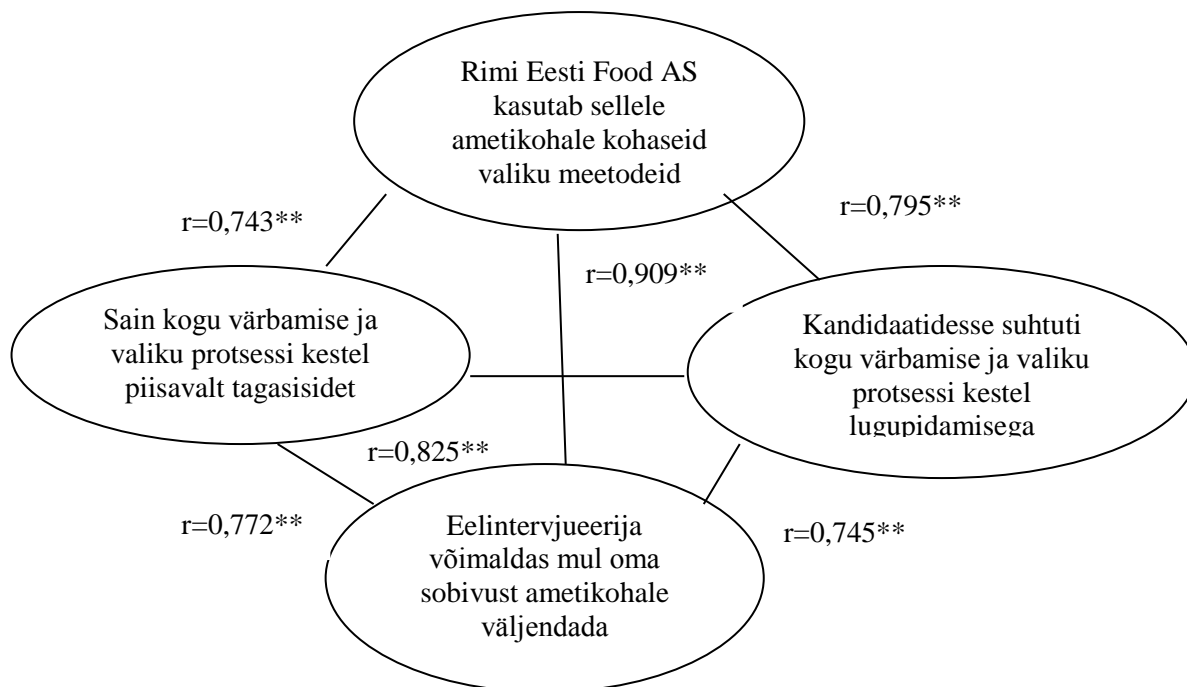 Rimi Eesti Food AS
kasutab sellele
ametikohale kohaseid
valiku meetodeid
r=0,743**
r=0,795**
r=0,909**
Sain kogu värbamise ja
valiku protsessi kestel
piisavalt tagasisidet
Kandidaatidesse suhtuti
kogu värbamise ja valiku
protsessi kestel
lugupidamisega
r=0,825**
r=0,772**
r=0,745**
Eelintervjueerija
võimaldas mul oma
sobivust ametikohale
väljendada